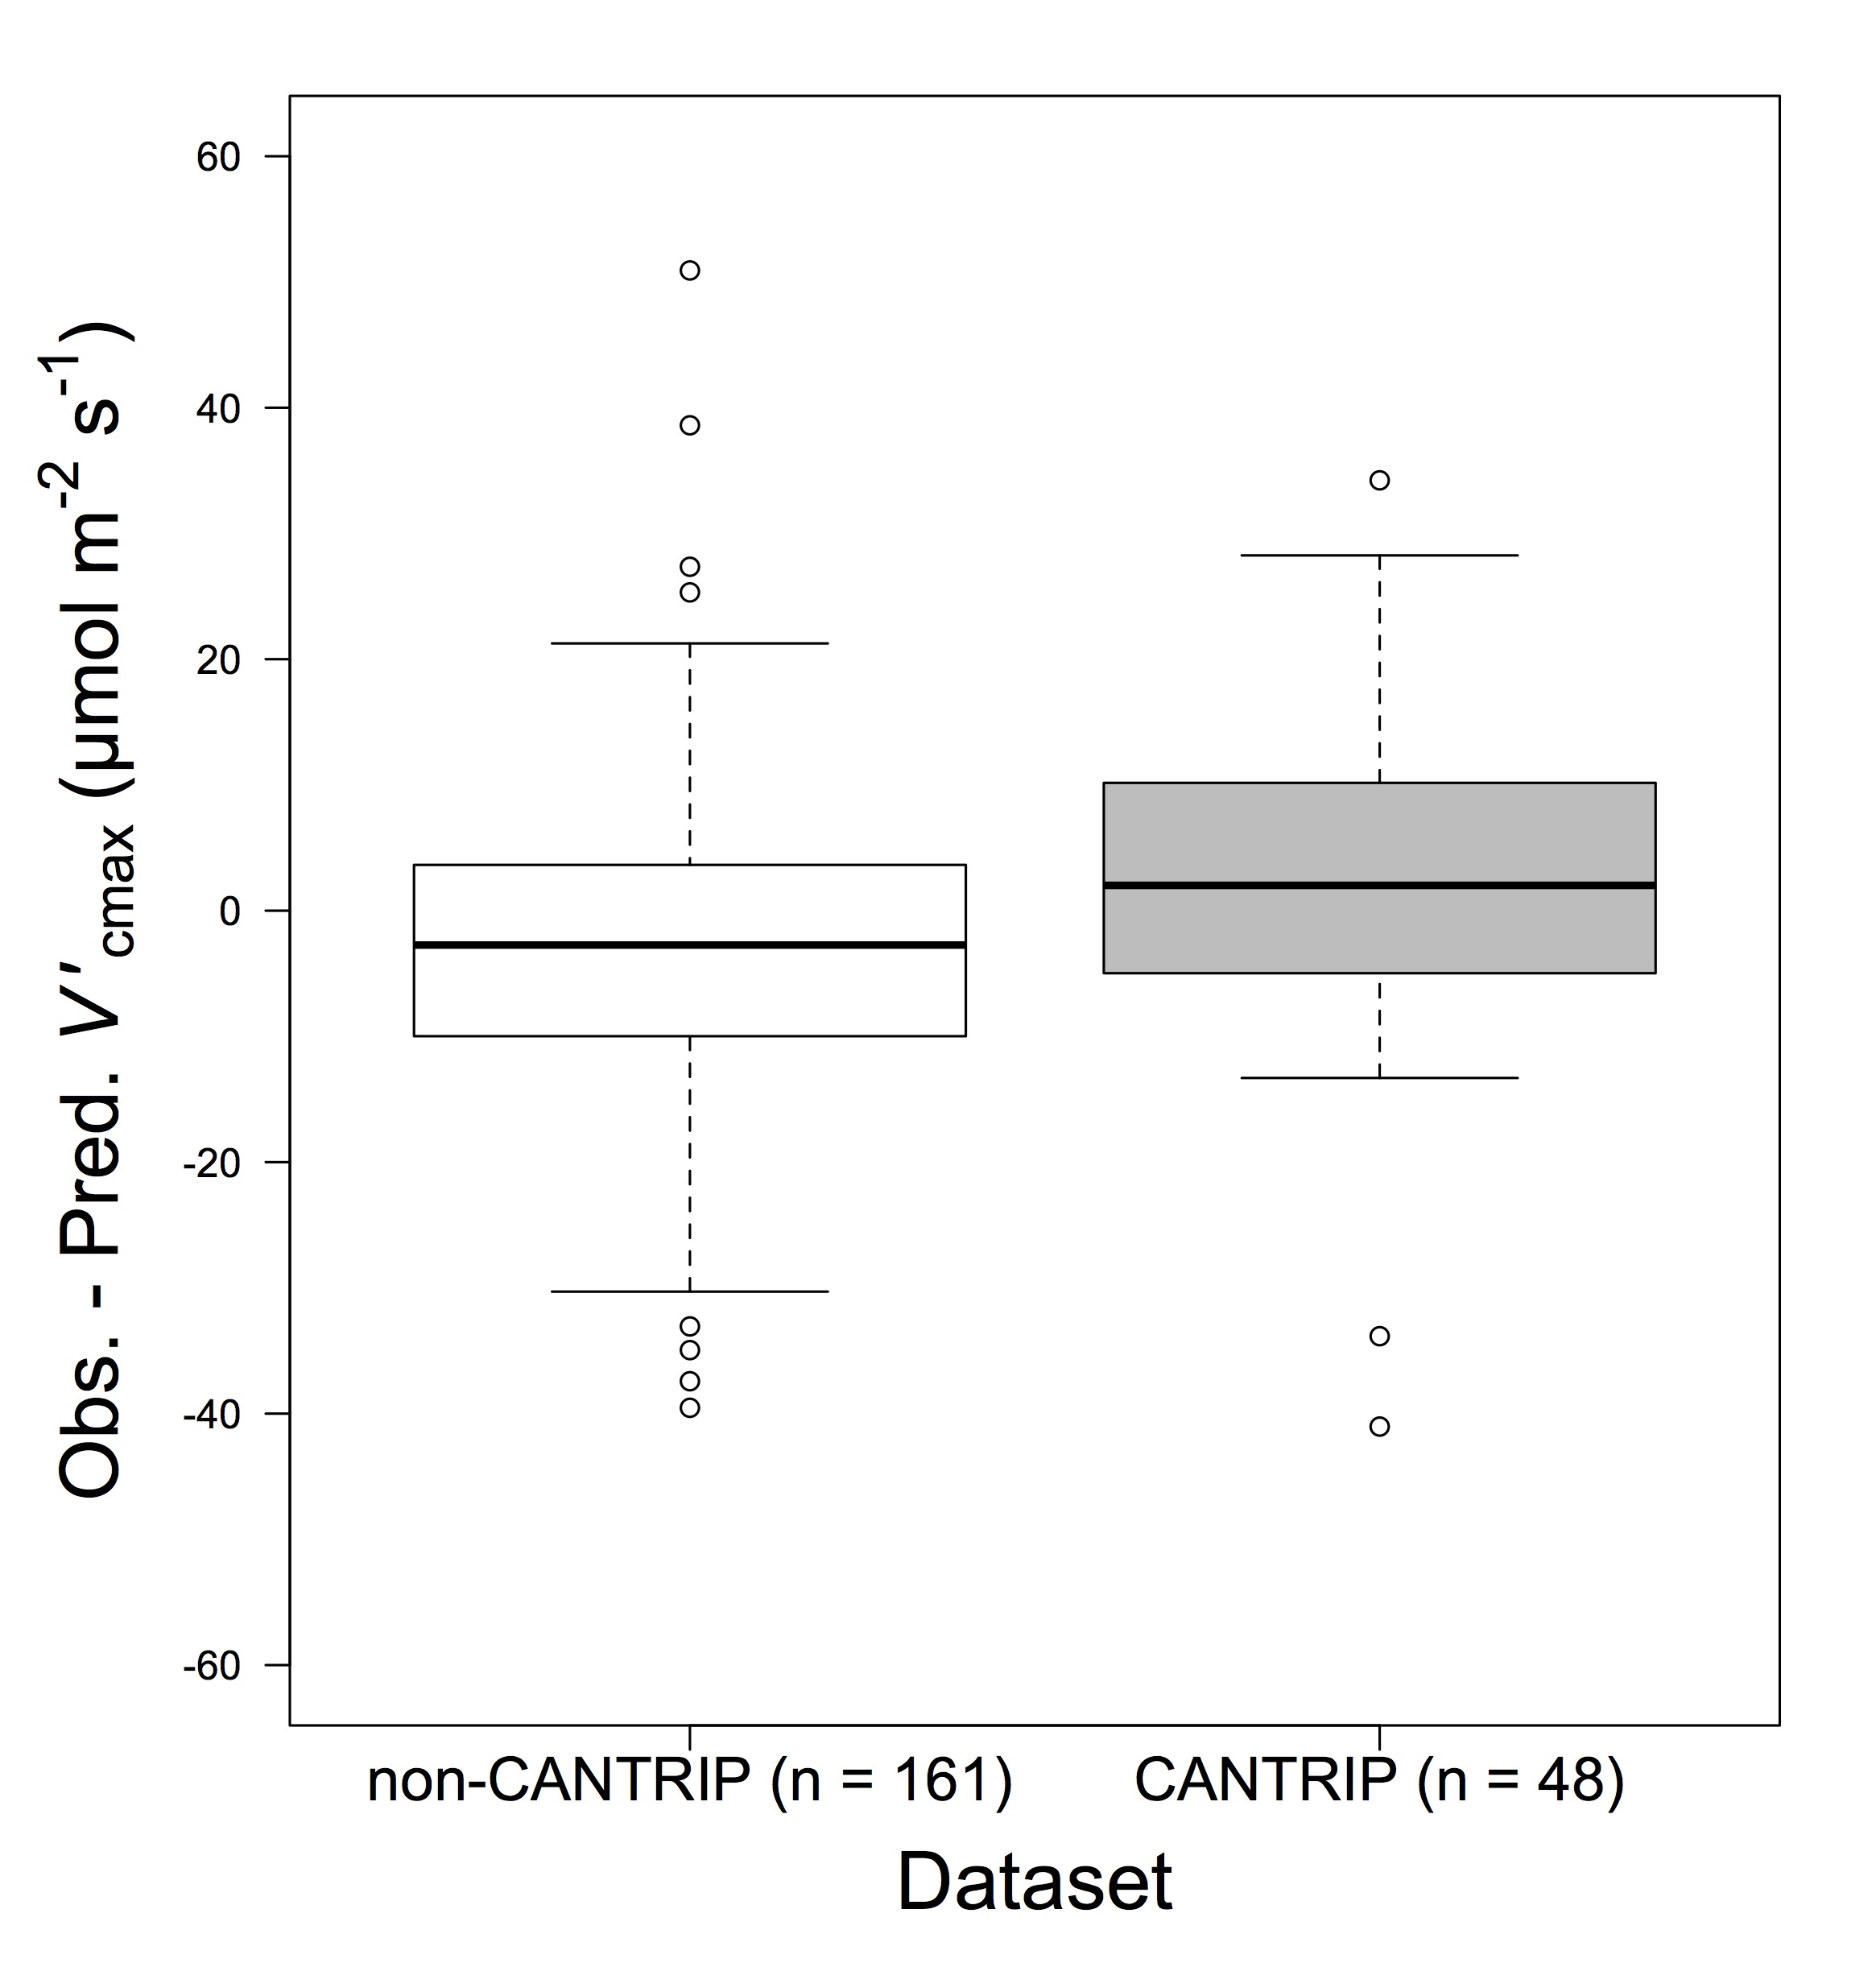 60
40
20
0
-20
-40
-60
Obs. - Pred. V'cmax (µmol m-2 s-1)
non-CANTRIP (n = 161)
CANTRIP (n = 48)
Dataset